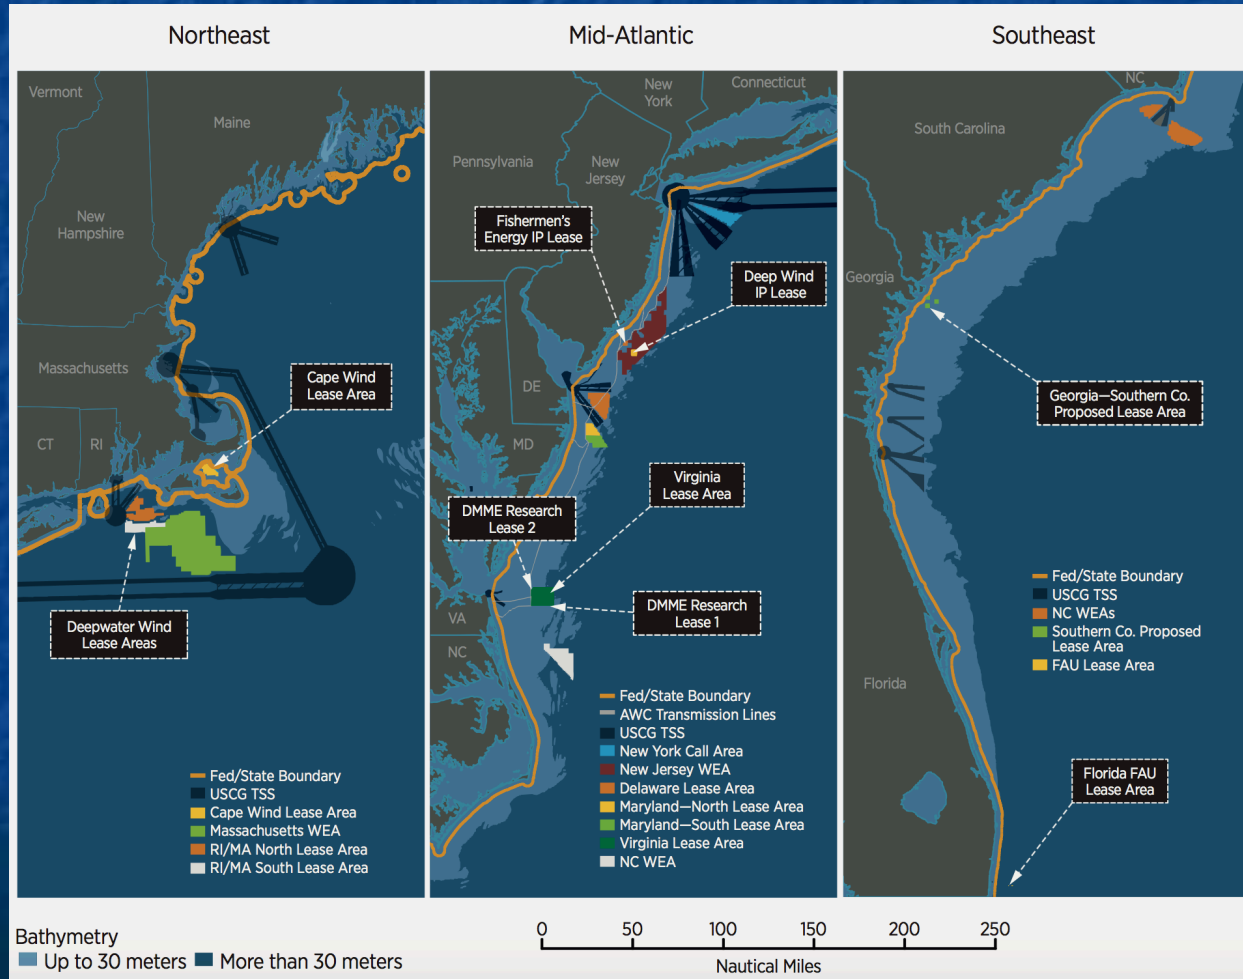 Northeast
Mid-Atlantic
Southeast
Vermont
Maine
New
Hampshire
Massachusetts
CT
RI
Cape Wind
Lease Area
Deepwater Wind
Lease Areas
Fed/State Boundary
USCG TSS
Cape Wind Lease Area
Massachusetts WEA
RI/MA North Lease Area
RI/MA South Lease Area
New
York
Connecticut
Pennsylvania
New
Jersey
Fishermen's
Energy IP Lease
Deep Wind
IP Lease
DE
MD
Virginia
Lease Area
DMME Research
Lease 2
DMME Research
Lease 1
VA
NC
Fed/State Boundary
AWC Transmission Lines
USCG TSS
New York Call Area
New Jersey WEA
Delaware Lease Area
Maryland—North Lease Area
Maryland—South Lease Area
Virginia Lease Area
NC WEA
NC
South Carolina
Georgia
Georgia—Southern Co.
Proposed Lease Area
Fed/State Boundary
USCG TSS
NC WEAs
Southern Co. Proposed
Lease Area
FAU Lease Area
Florida
Florida FAU
Lease Area
Bathymetry
Up to 30 meters
More than 30 meters
0 50 100 150 200 250
Nautical Miles